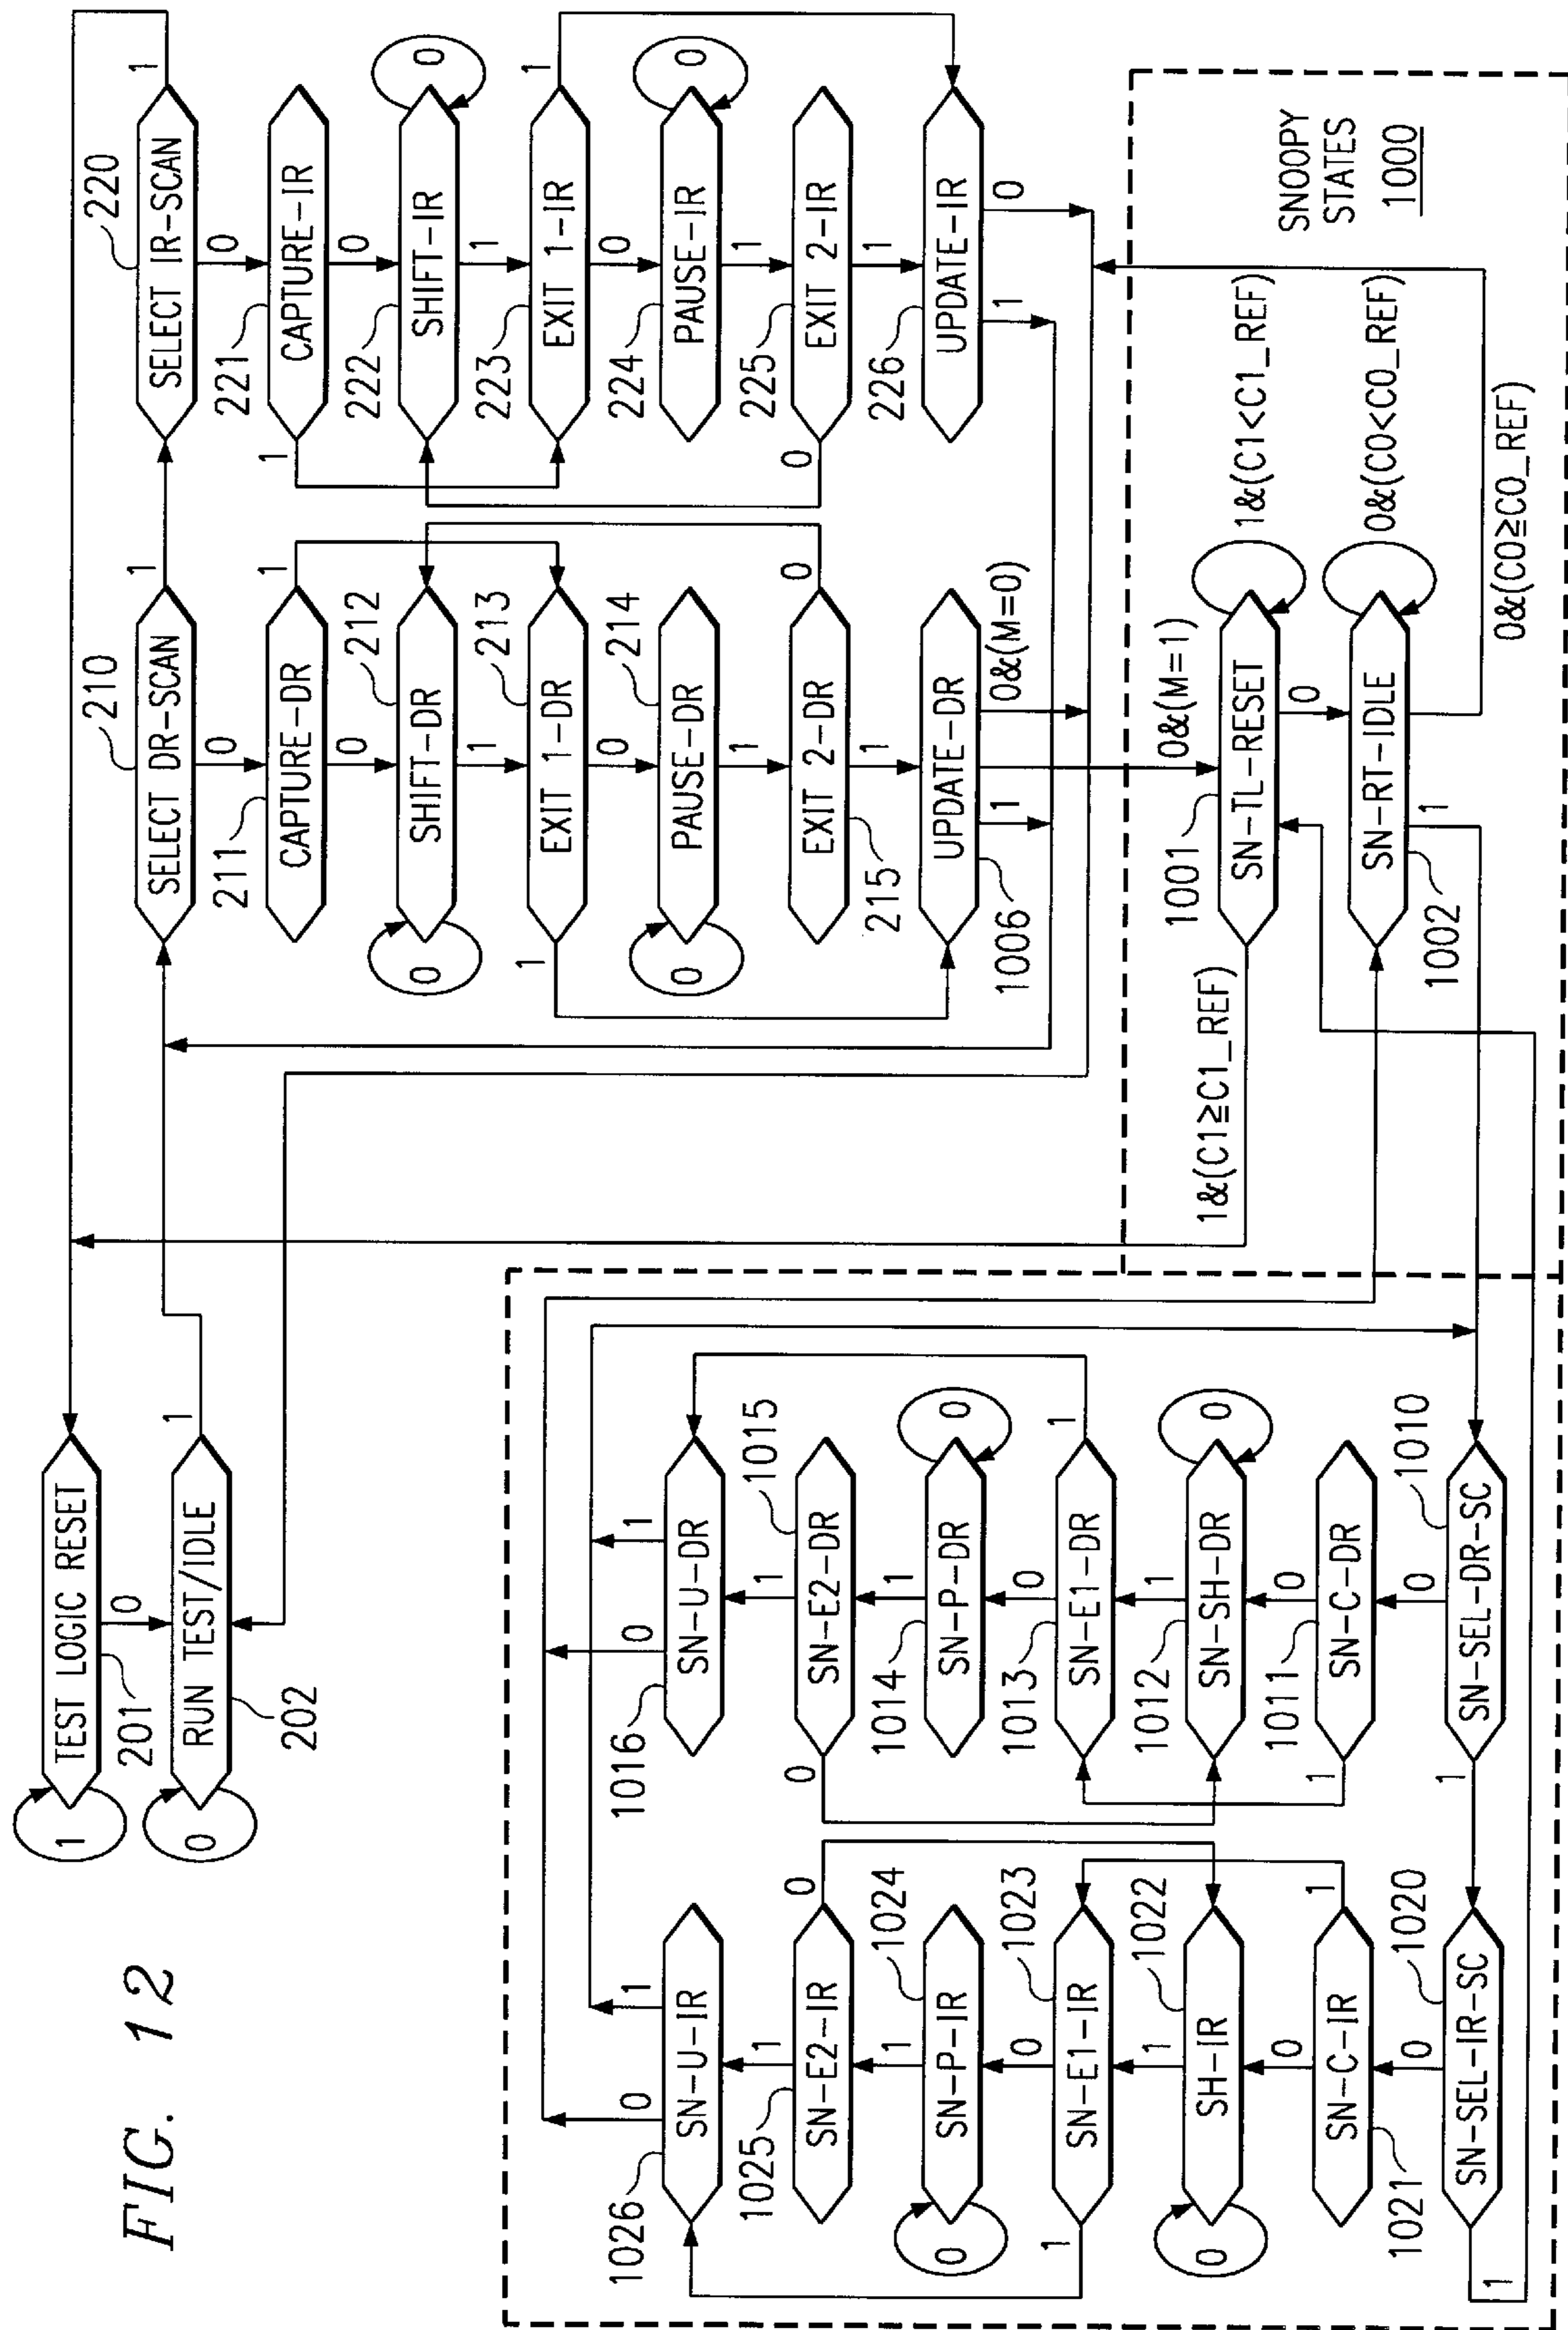 FIG. 12
1
TEST LOGIC RESET
201
0
0
RUN TEST/IDLE
202
1
210
SELECT DR-SCAN
1
0
211
CAPTURE-DR
1
0
212
SHIFT-DR
0
1
213
EXIT 1-DR
1
0
214
PAUSE-DR
0
1
EXIT 2-DR
215
0
1
UPDATE-DR
1006
1
0&(M=0)
0&(M=1)
220
SELECT IR-SCAN
1
0
221
CAPTURE-IR
1
0
222
SHIFT-IR
0
1
223
EXIT 1-IR
1
0
224
PAUSE-IR
0
1
225
EXIT 2-IR
0
1
226
UPDATE-IR
1
0
SNOOPY
STATES
1000
1001
SN-TL-RESET
1&(C1≧C1_REF)
1&(C1<C1_REF)
0
SN-RT-IDLE
1002
0&(C0<C0_REF)
1
0&(C0≧C0_REF)
1016
SN-U-DR
0
1
1
SN-E2-DR
1015
0
1
1014
SN-P-DR
0
0
1013
SN-E1-DR
1
1
1012
SN-SH-DR
0
0
1011
SN-C-DR
1
0
SN-SEL-DR-SC
1010
1
1026
SN-U-IR
0
1
1
1025
SN-E2-IR
0
1
SN-P-IR
1024
0
0
SN-E1-IR
1023
1
1
SH-IR
1022
0
0
SN-C-IR
1021
1
0
SN-SEL-IR-SC
1020
1